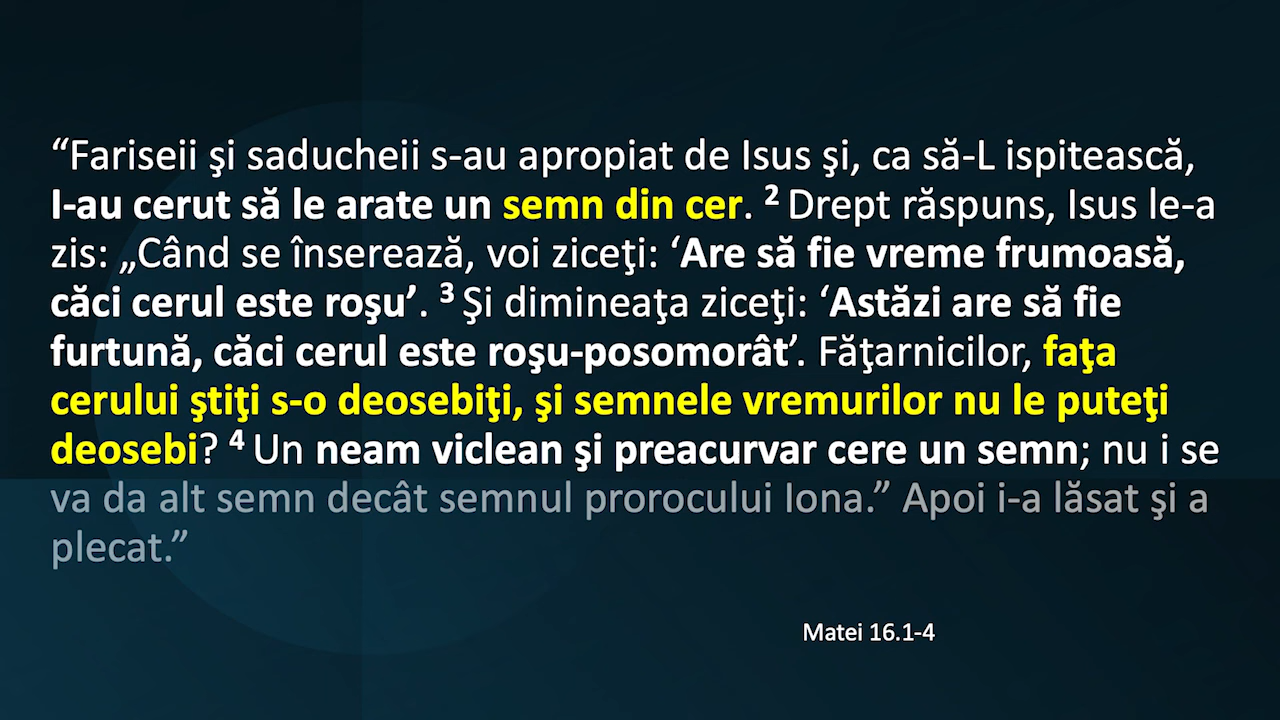 “Fariseii şi saducheii s-au apropiat de Isus şi, ca să-L ispitească,
I-au cerut să le arate un semn din cer. ² Drept răspuns, Isus le-a
zis: „Când se înserează, voi ziceţi: ‘Are să fie vreme frumoasă,
căci cerul este roşu’. ³ Şi dimineaţa ziceţi: ‘Astăzi are să fie
furtună, căci cerul este roşu-posomorât’. Făţarnicilor, faţa
cerului ştiţi s-o deosebiţi, şi semnele vremurilor nu le puteţi
deosebi? ⁴ Un neam viclean şi preacurvar cere un semn; nu i se
va da alt semn decât semnul prorocului Iona.” Apoi i-a lăsat şi a
plecat.”
Matei 16.1-4